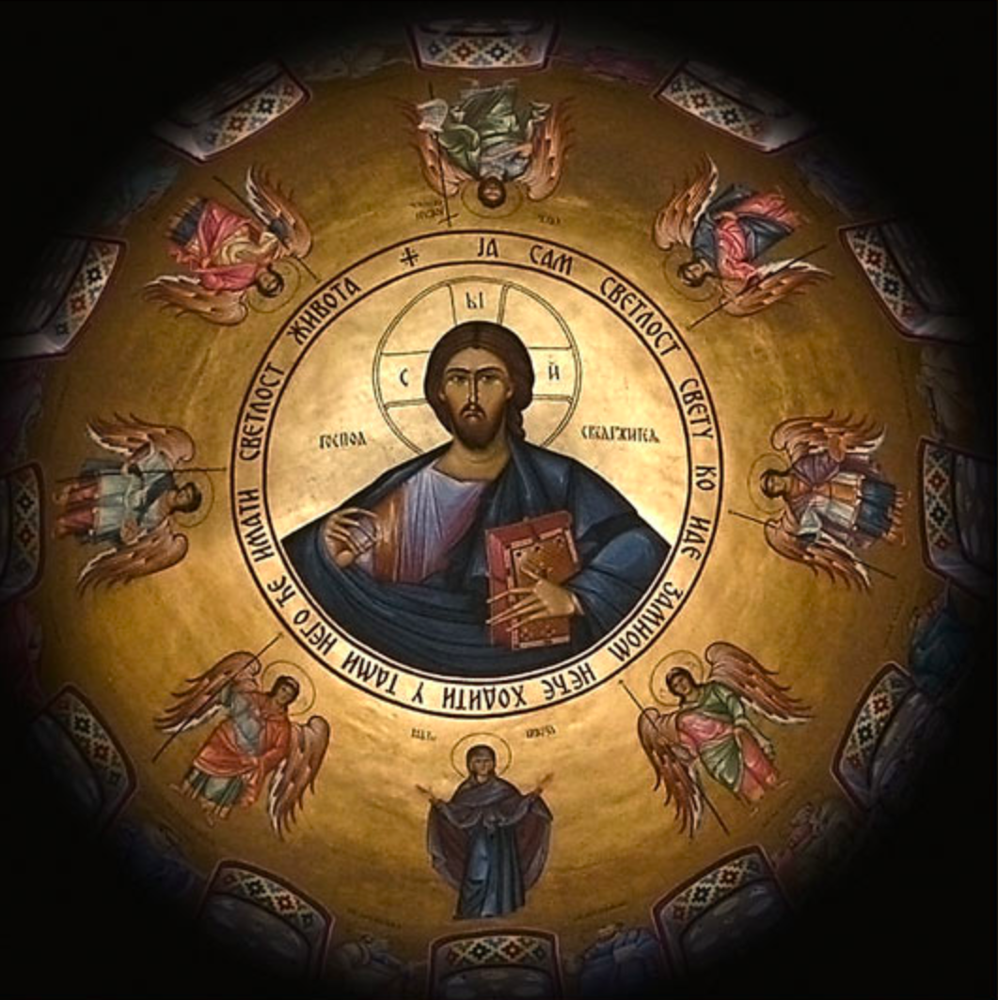 + ЈА САМ СВЕТЛОСТ СВЕТУ КО ИДЕ ЗАМНОМ НЕЋЕ ХОДИТИ У ТАМИ НЕГО ЋЕ ИМАТИ СВЕТЛОСТ ЖИВОТА
С Ы Й
ГОСПОД СВЕДРЖИТЕЉ